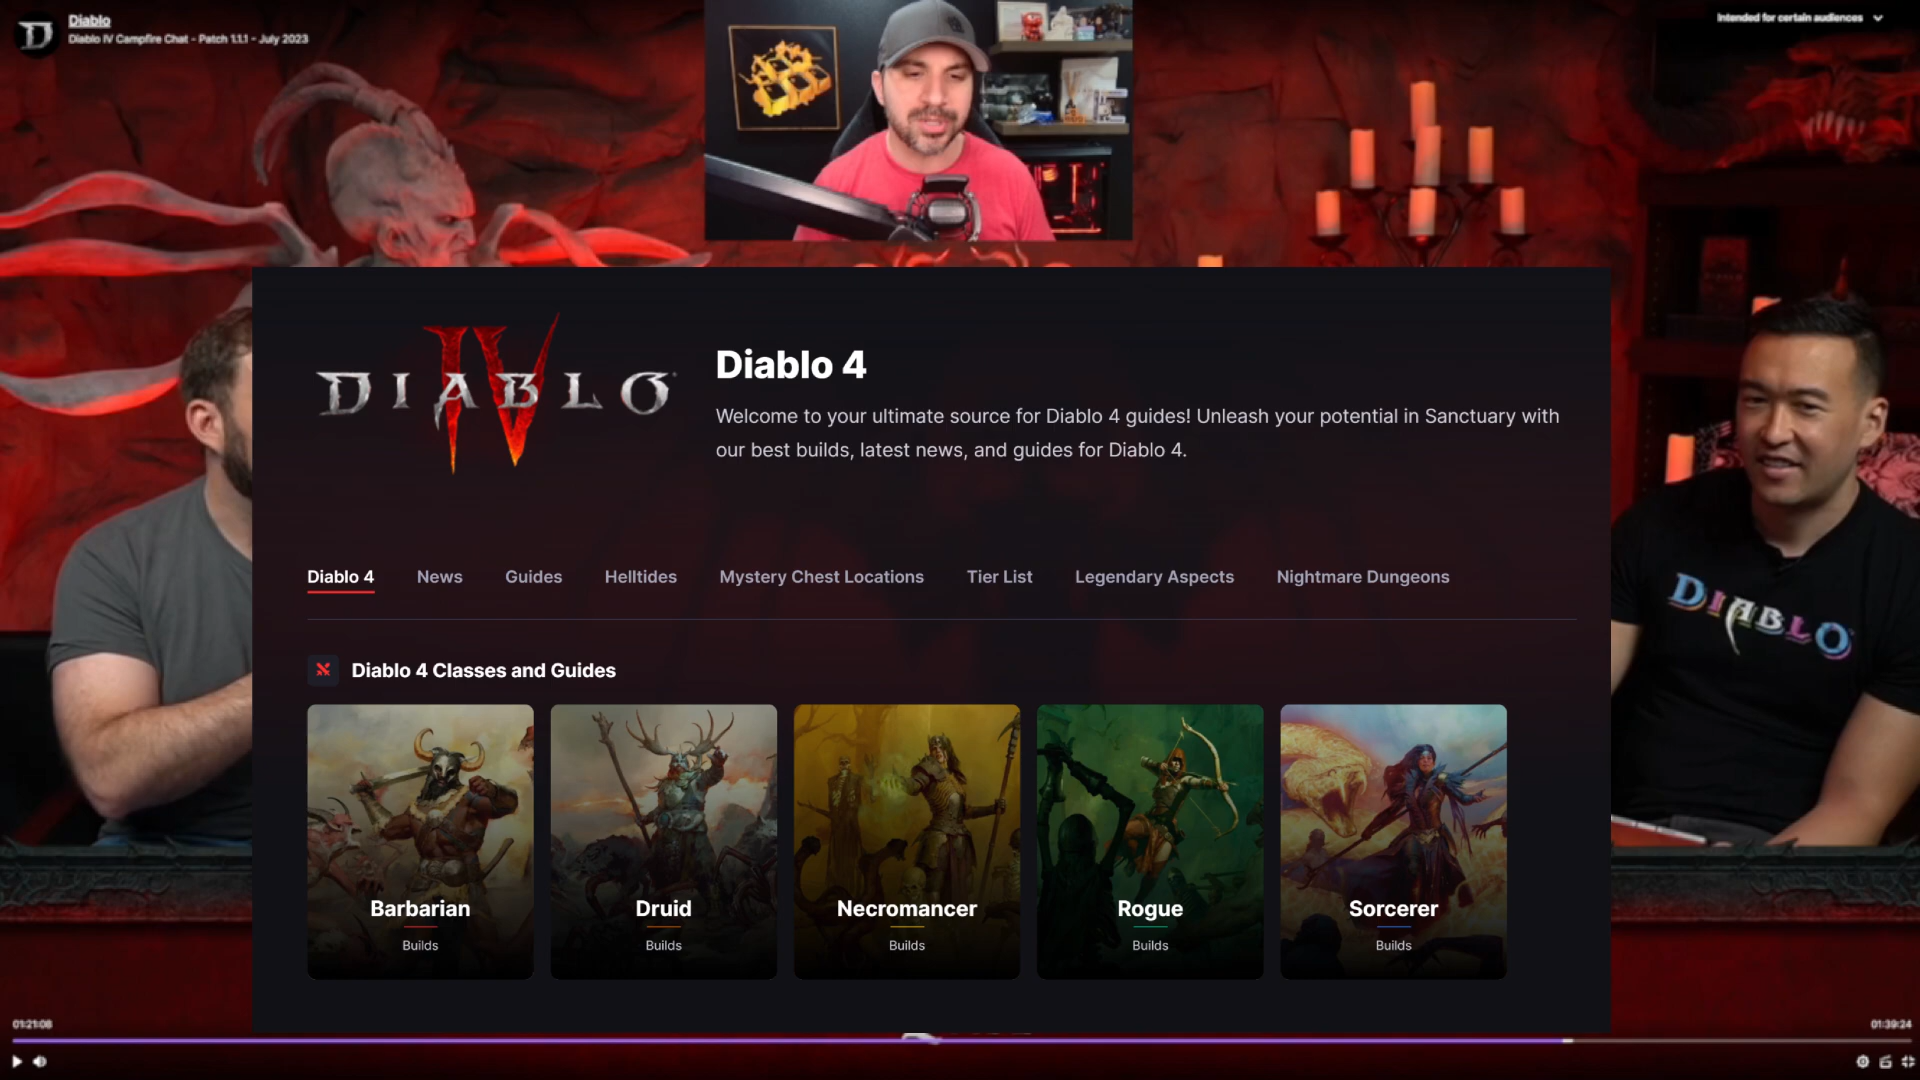 Diablo
Diablo IV Campfire Chat - Patch 1.1.1 - July 2023
Intended for certain audiences
DIABLO IV
Diablo 4
Welcome to your ultimate source for Diablo 4 guides! Unleash your potential in Sanctuary with
our best builds, latest news, and guides for Diablo 4.
Diablo 4 News Guides Helltides Mystery Chest Locations Tier List Legendary Aspects Nightmare Dungeons
DIABLO
Diablo 4 Classes and Guides
Barbarian Druid Necromancer Rogue Sorcerer
Builds Builds Builds Builds Builds
01:21:08
01:39:24